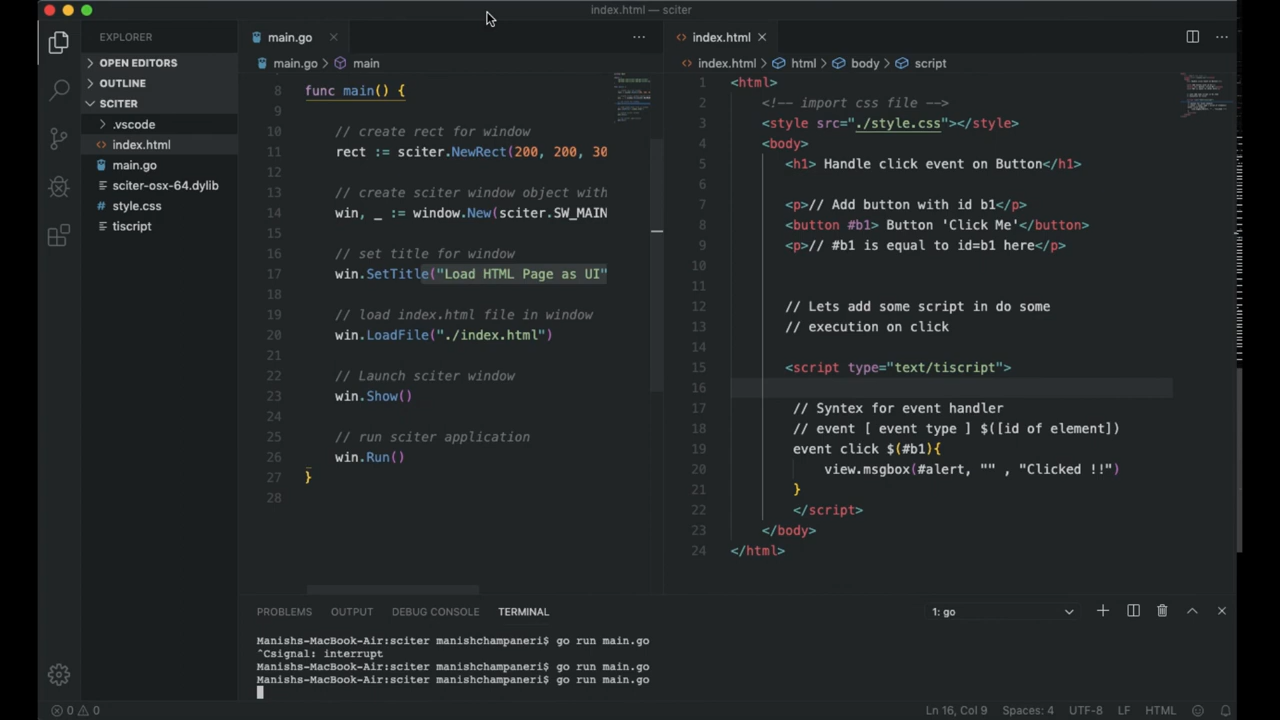 index.html — sciter
EXPLORER
OPEN EDITORS
OUTLINE
SCITER
.vscode
index.html
main.go
sciter-osx-64.dylib
style.css
tiscript
main.go
main.go > main
8 func main() {
9
10 // create rect for window
11 rect := sciter.NewRect(200, 200, 30
12
13 // create sciter window object with
14 win, _ := window.New(sciter.SW_MAIN
15
16 // set title for window
17 win.SetTitle("Load HTML Page as UI"
18
19 // load index.html file in window
20 win.LoadFile("./index.html")
21
22 // Launch sciter window
23 win.Show()
24
25 // run sciter application
26 win.Run()
27 }
28
index.html
index.html > html > body > script
1 <html>
2 <!-- import css file -->
3 <style src="./style.css"></style>
4 <body>
5 <h1> Handle click event on Button</h1>
6
7 <p>// Add button with id b1</p>
8 <button #b1> Button 'Click Me'</button>
9 <p>// #b1 is equal to id=b1 here</p>
10
11
12 // Lets add some script in do some
13 // execution on click
14
15 <script type="text/tiscript">
16
17 // Syntex for event handler
18 // event [ event type ] $([id of element])
19 event click $(#b1){
20 view.msgbox(#alert, "" , "Clicked !!")
21 }
22 </script>
23 </body>
24 </html>
PROBLEMS OUTPUT DEBUG CONSOLE TERMINAL
1: go
Manishs-MacBook-Air:sciter manishchampaneri$ go run main.go
^Csignal: interrupt
Manishs-MacBook-Air:sciter manishchampaneri$ go run main.go
Manishs-MacBook-Air:sciter manishchampaneri$ go run main.go
0 0
Ln 16, Col 9 Spaces: 4 UTF-8 LF HTML